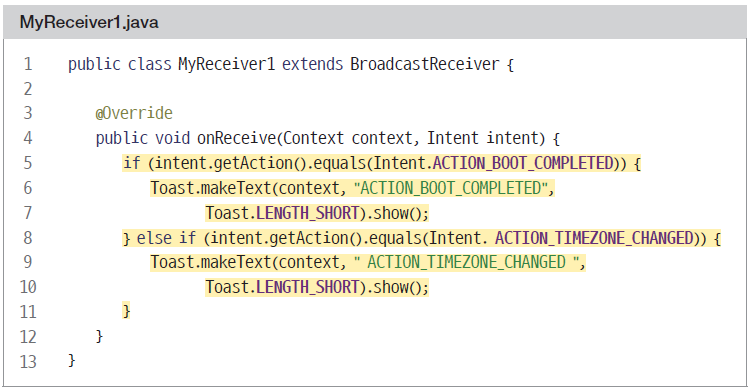 MyReceiver1.java
1 public class MyReceiver1 extends BroadcastReceiver {
2
3 @Override
4 public void onReceive(Context context, Intent intent) {
5 if (intent.getAction().equals(Intent.ACTION_BOOT_COMPLETED)) {
6 Toast.makeText(context, "ACTION_BOOT_COMPLETED",
7 Toast.LENGTH_SHORT).show();
8 } else if (intent.getAction().equals(Intent. ACTION_TIMEZONE_CHANGED)) {
9 Toast.makeText(context, " ACTION_TIMEZONE_CHANGED ",
10 Toast.LENGTH_SHORT).show();
11 }
12 }
13 }